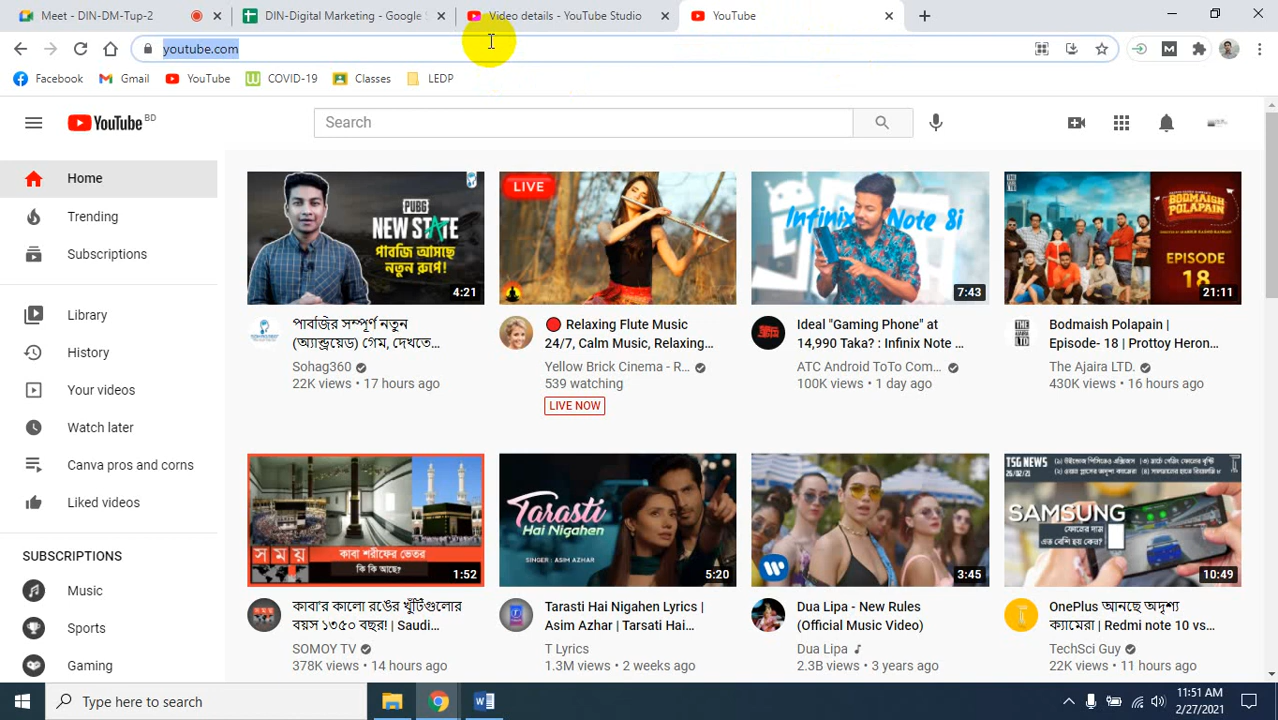 Meet - DIN-DM-Tup-2
DIN-Digital Marketing - Google S
Video details - YouTube Studio
YouTube
youtube.com
Facebook
Gmail
YouTube
COVID-19
Classes
LEDP
YouTube BD
Search
Home
Trending
Subscriptions
Library
History
Your videos
Watch later
Canva pros and corns
Liked videos
SUBSCRIPTIONS
Music
Sports
Gaming
PUBG
NEW STATE
পাবজি আসছে
নতুন রুপে!
4:21
পাবজির সম্পূর্ণ নতুন
(অ্যান্ড্রয়েড) গেম, দেখতে...
Sohag360
22K views • 17 hours ago
LIVE
Relaxing Flute Music
24/7, Calm Music, Relaxing...
Yellow Brick Cinema - R...
539 watching
LIVE NOW
Infinix Note 8i
7:43
Ideal "Gaming Phone" at
14,990 Taka? : Infinix Note ...
ATC Android ToTo Com...
100K views • 1 day ago
BODMAISH
POLAPAIN
EPISODE
18
21:11
Bodmaish Polapain |
Episode- 18 | Prottoy Heron...
The Ajaira LTD.
430K views • 16 hours ago
সময়
কাবা শরীফের ভেতর
কি কি আছে?
1:52
কাবা'র কালো রঙের খুঁটিগুলোর
বয়স ১৩৫০ বছর! | Saudi...
SOMOY TV
378K views • 14 hours ago
Tarasti
Hai Nigahen
SINGER : ASIM AZHAR
5:20
Tarasti Hai Nigahen Lyrics |
Asim Azhar | Tarsati Hai...
T Lyrics
1.3M views • 2 weeks ago
3:45
Dua Lipa - New Rules
(Official Music Video)
Dua Lipa
2.3B views • 3 years ago
TSG NEWS
26/02/21
SAMSUNG
10:49
OnePlus আনছে অদৃশ্য
ক্যামেরা | Redmi note 10 vs...
TechSci Guy
22K views • 11 hours ago
Type here to search
11:51 AM
2/27/2021